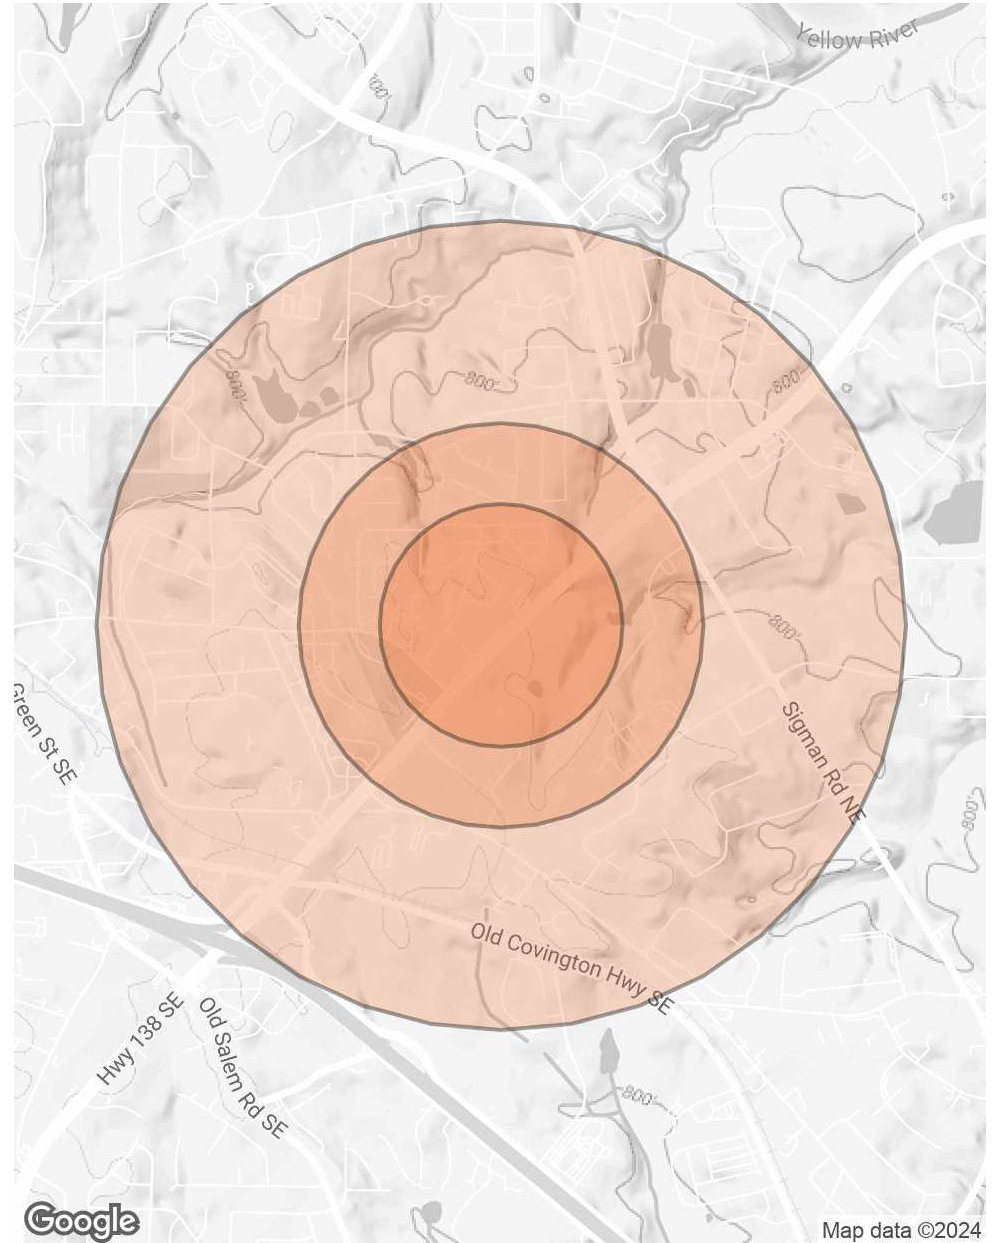 Yellow River
800'
800'
800'
800'
800'
Green St SE
Sigman Rd NE
800'
Old Covington Hwy SE
Hwy 138 SE
Old Salem Rd SE
800'
Google
Map data ©2024